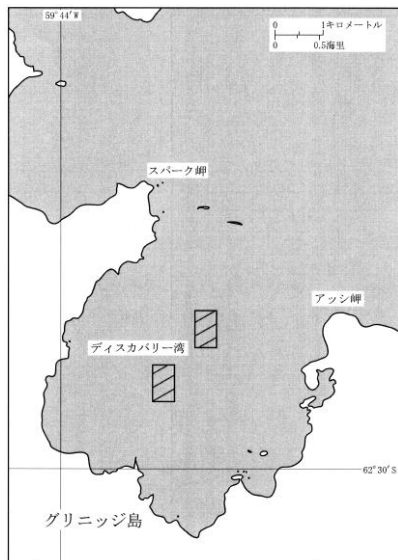 59°44'W
0 1キロメートル
0 0.5海里
スパーク岬
アッシ岬
ディスカバリー湾
62°30'S
グリニッジ島